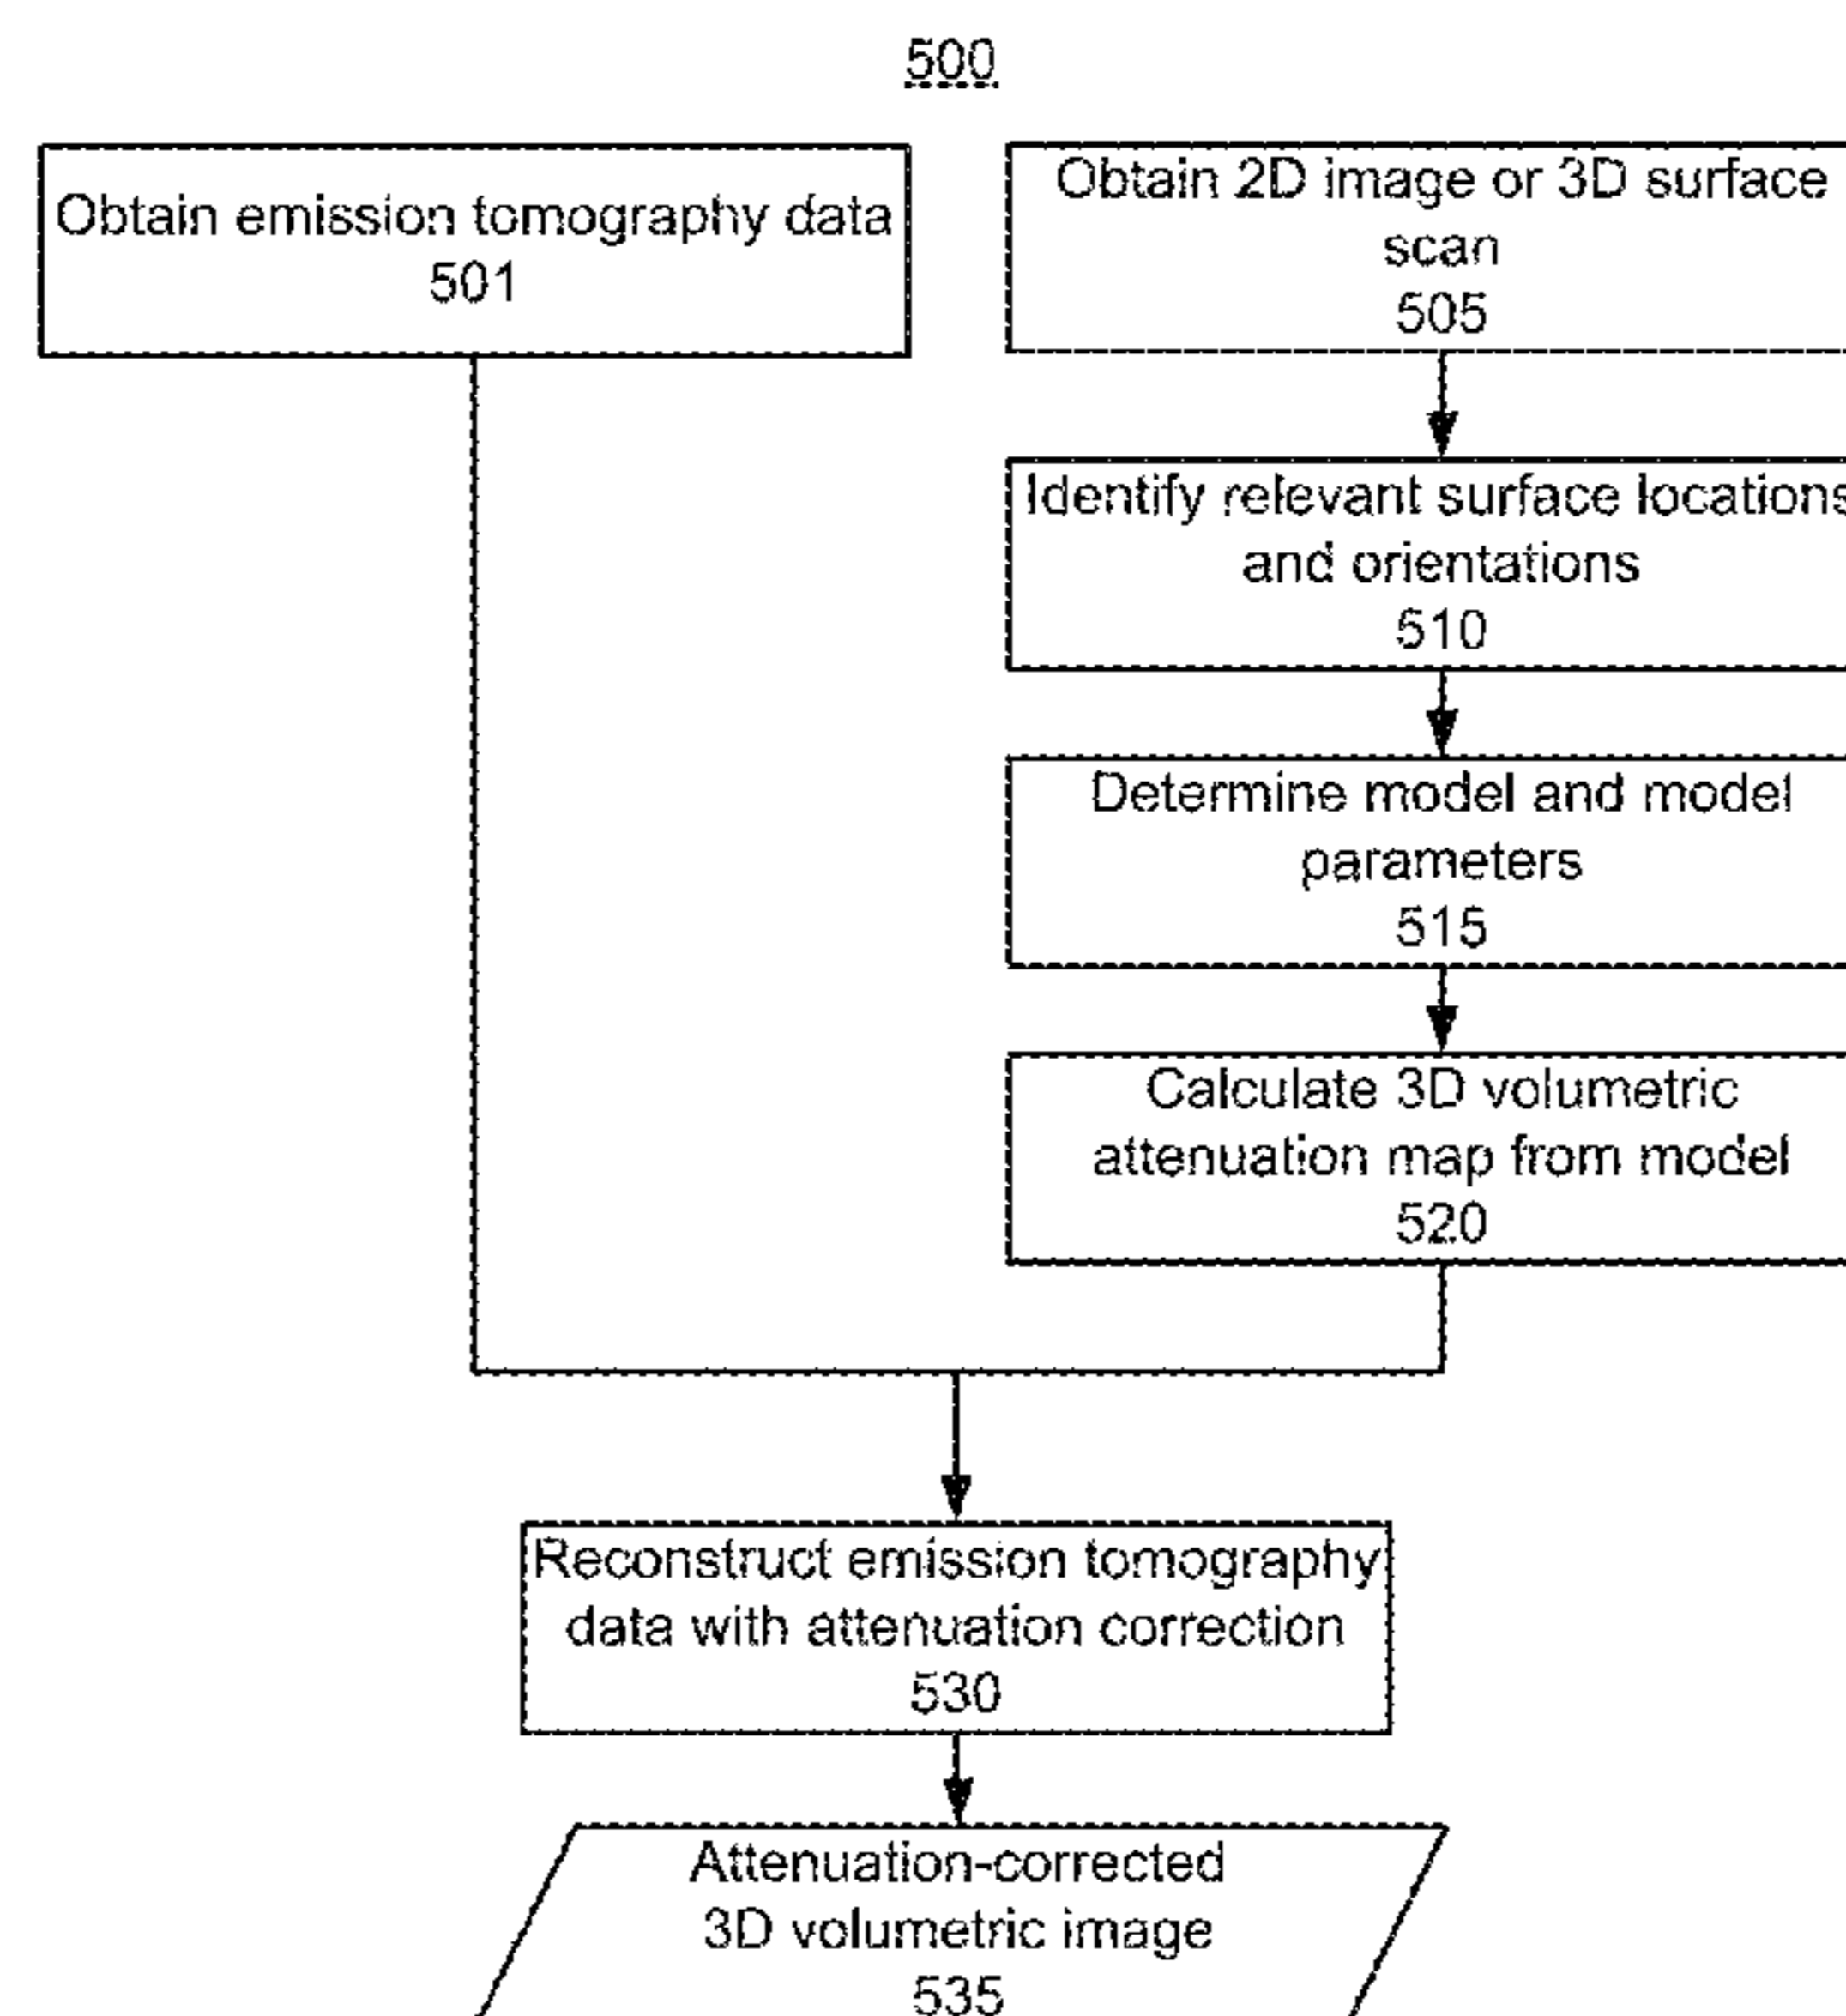 500
Obtain emission tomography data
501
Obtain 2D image or 3D surface
scan
505
Identify relevant surface locations
and orientations
510
Determine model and model
parameters
515
Calculate 3D volumetric
attenuation map from model
520
Reconstruct emission tomography
data with attenuation correction
530
Attenuation-corrected
3D volumetric image
535